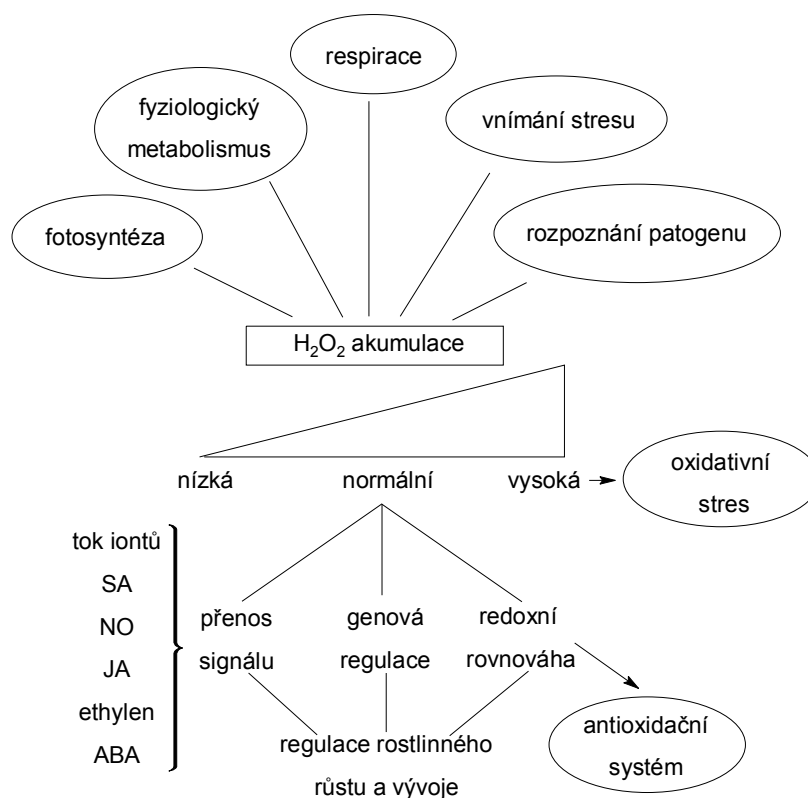 respirace
fyziologický
metabolismus
vnímání stresu
fotosyntéza
rozpoznání patogenu
H₂O₂ akumulace
nízká
normální
vysoká
oxidativní
stres
tok iontů
SA
NO
JA
ethylen
ABA
přenos
signálu
genová
regulace
redoxní
rovnováha
regulace rostlinného
růstu a vývoje
antioxidační
systém